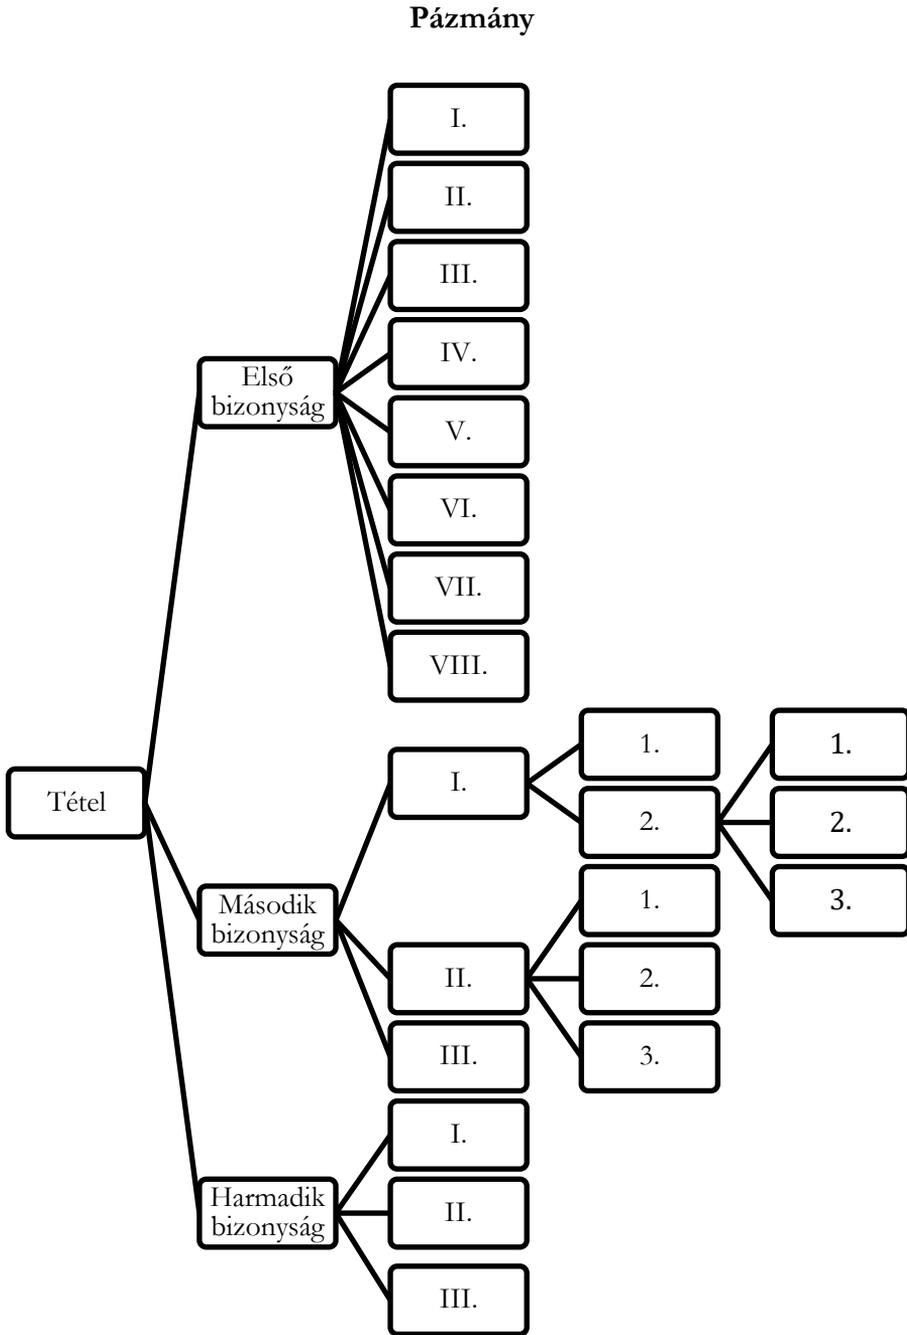 Pázmány
I.
II.
III.
IV.
Első
bizonyság
V.
VI.
VII.
VIII.
Tétel
I.
1.
2.
1.
2.
3.
Második
bizonyság
II.
1.
2.
3.
III.
Harmadik
bizonyság
I.
II.
III.